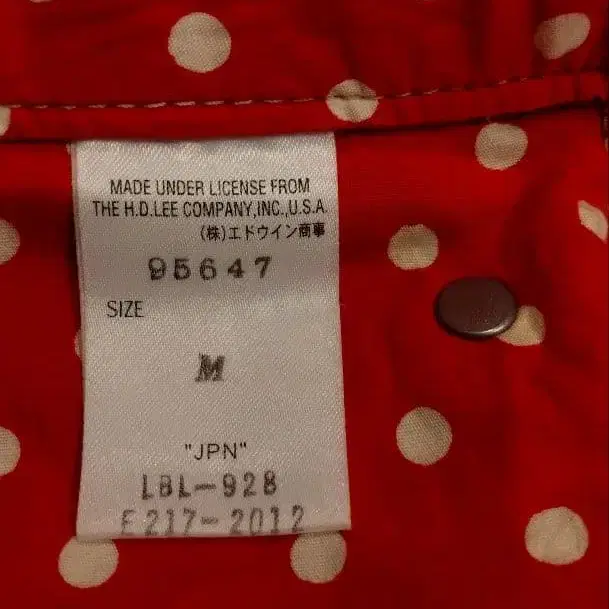 MADE UNDER LICENSE FROM
THE H.D.LEE COMPANY,INC.,U.S.A.
(株)エドウイン商事
95647
SIZE
M
"JPN"
LBL-928
E217-2012